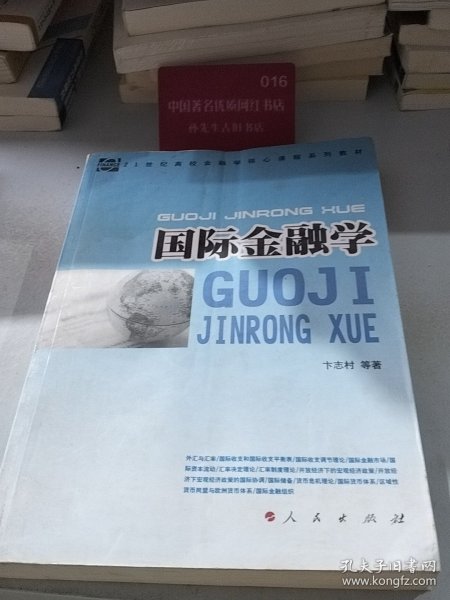 016
中国著名优质网红书店
孙先生古旧书店
FINANCE
21世纪高校金融学核心课程系列教材
GUOJI JINRONG XUE
国际金融学
GUOJI
JINRONG XUE
卞志村 等著
外汇与汇率/国际收支和国际收支平衡表/国际收支调节理论/国际金融市场/国
际资本流动/汇率决定理论/汇率制度理论/开放经济下的宏观经济政策/开放经
济下宏观经济政策的国际协调/国际储备/货币危机理论/国际货币体系/区域性
货币同盟与欧洲货币体系/国际金融组织
人民出版社
孔夫子旧书网
www.kongfz.com